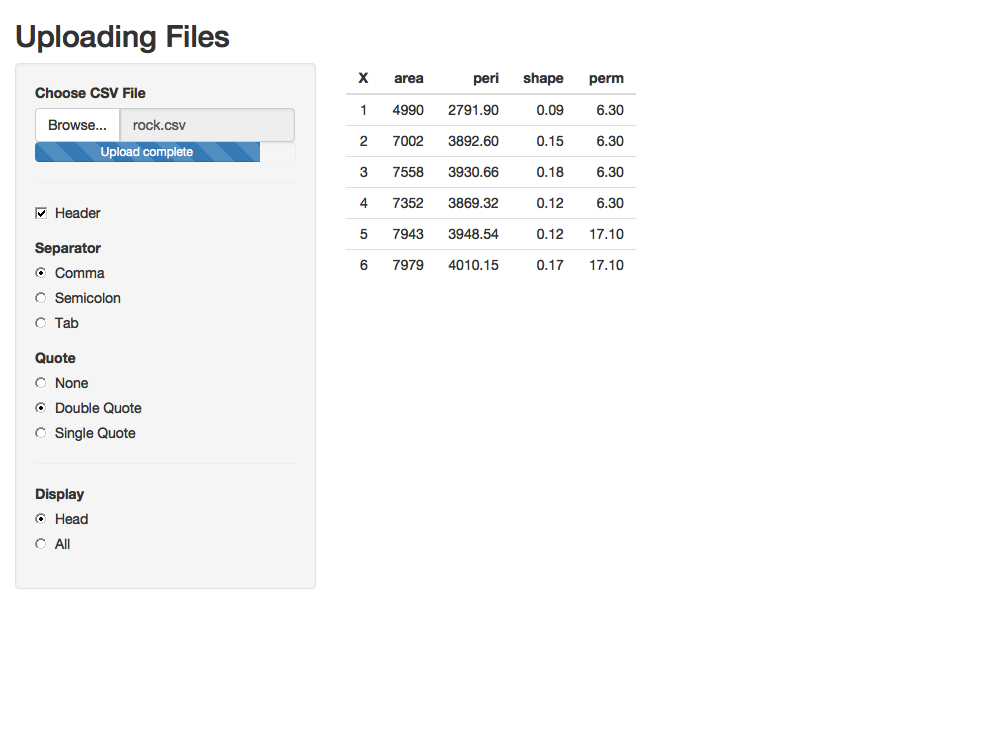 Uploading Files
Choose CSV File
Browse... rock.csv
Upload complete
Header
Separator
Comma
Semicolon
Tab
Quote
None
Double Quote
Single Quote
Display
Head
All
X area peri shape perm
1 4990 2791.90 0.09 6.30
2 7002 3892.60 0.15 6.30
3 7558 3930.66 0.18 6.30
4 7352 3869.32 0.12 6.30
5 7943 3948.54 0.12 17.10
6 7979 4010.15 0.17 17.10